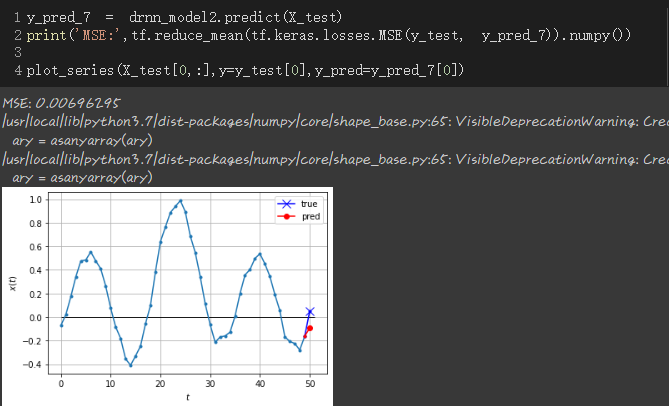 1 y_pred_7 = drnn_model2.predict(X_test)
2 print('MSE:',tf.reduce_mean(tf.keras.losses.MSE(y_test, y_pred_7)).numpy())
3
4 plot_series(X_test[0,:],y=y_test[0],y_pred=y_pred_7[0])
MSE: 0.00696295
/usr/local/lib/python3.7/dist-packages/numpy/core/shape_base.py:65: VisibleDeprecationWarning: Crea
ary = asanyarray(ary)
/usr/local/lib/python3.7/dist-packages/numpy/core/shape_base.py:65: VisibleDeprecationWarning: Crea
ary = asanyarray(ary)
true
pred
1.0
0.8
0.6
0.4
0.2
0.0
−0.2
−0.4
x(t)
0 10 20 30 40 50
t